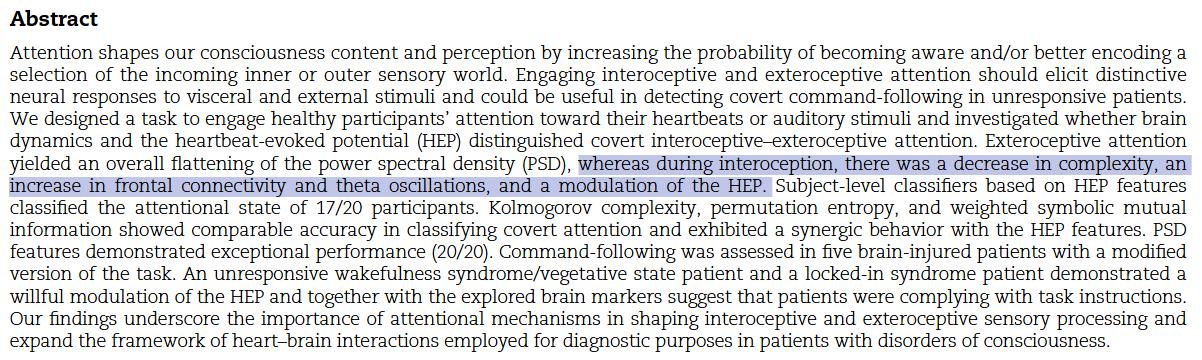 Abstract
Attention shapes our consciousness content and perception by increasing the probability of becoming aware and/or better encoding a
selection of the incoming inner or outer sensory world. Engaging interoceptive and exteroceptive attention should elicit distinctive
neural responses to visceral and external stimuli and could be useful in detecting covert command-following in unresponsive patients.
We designed a task to engage healthy participants’ attention toward their heartbeats or auditory stimuli and investigated whether brain
dynamics and the heartbeat-evoked potential (HEP) distinguished covert interoceptive–exteroceptive attention. Exteroceptive attention
yielded an overall flattening of the power spectral density (PSD), whereas during interoception, there was a decrease in complexity, an
increase in frontal connectivity and theta oscillations, and a modulation of the HEP. Subject-level classifiers based on HEP features
classified the attentional state of 17/20 participants. Kolmogorov complexity, permutation entropy, and weighted symbolic mutual
information showed comparable accuracy in classifying covert attention and exhibited a synergic behavior with the HEP features. PSD
features demonstrated exceptional performance (20/20). Command-following was assessed in five brain-injured patients with a modified
version of the task. An unresponsive wakefulness syndrome/vegetative state patient and a locked-in syndrome patient demonstrated a
willful modulation of the HEP and together with the explored brain markers suggest that patients were complying with task instructions.
Our findings underscore the importance of attentional mechanisms in shaping interoceptive and exteroceptive sensory processing and
expand the framework of heart–brain interactions employed for diagnostic purposes in patients with disorders of consciousness.